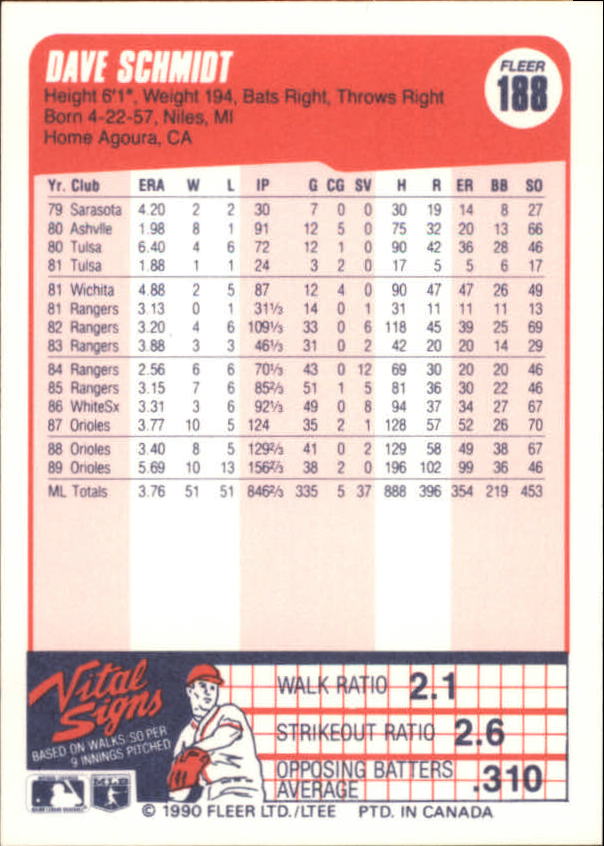 DAVE SCHMIDT
FLEER
188
Height 6'1", Weight 194, Bats Right, Throws Right
Born 4-22-57, Niles, MI
Home Agoura, CA
Yr. Club ERA W L IP G CG SV H R ER BB SO
79 Sarasota 4.20 2 2 30 7 0 0 30 19 14 8 27
80 Ashvlle 1.98 8 1 91 12 5 0 75 32 20 13 66
80 Tulsa 6.40 4 6 72 12 1 0 90 42 36 28 46
81 Tulsa 1.88 1 1 24 3 2 0 17 5 5 6 17
81 Wichita 4.88 2 5 87 12 4 0 90 47 47 26 49
81 Rangers 3.13 0 1 31⅓ 14 0 1 31 11 11 11 13
82 Rangers 3.20 4 6 109⅓ 33 0 6 118 45 39 25 69
83 Rangers 3.88 3 3 46⅓ 31 0 2 42 20 20 14 29
84 Rangers 2.56 6 6 70⅓ 43 0 12 69 30 20 20 46
85 Rangers 3.15 7 6 85⅔ 51 1 5 81 36 30 22 46
86 WhiteSx 3.31 3 6 92⅓ 49 0 8 94 37 34 27 67
87 Orioles 3.77 10 5 124 35 2 1 128 57 52 26 70
88 Orioles 3.40 8 5 129⅔ 41 0 2 129 58 49 38 67
89 Orioles 5.69 10 13 156⅔ 38 2 0 196 102 99 36 46
ML Totals 3.76 51 51 846⅔ 335 5 37 888 396 354 219 453
Vital Signs
BASED ON WALKS/SO PER
9 INNINGS PITCHED
WALK RATIO 2.1
STRIKEOUT RATIO 2.6
OPPOSING BATTERS
AVERAGE .310
© 1990 FLEER LTD./LTEE PTD. IN CANADA